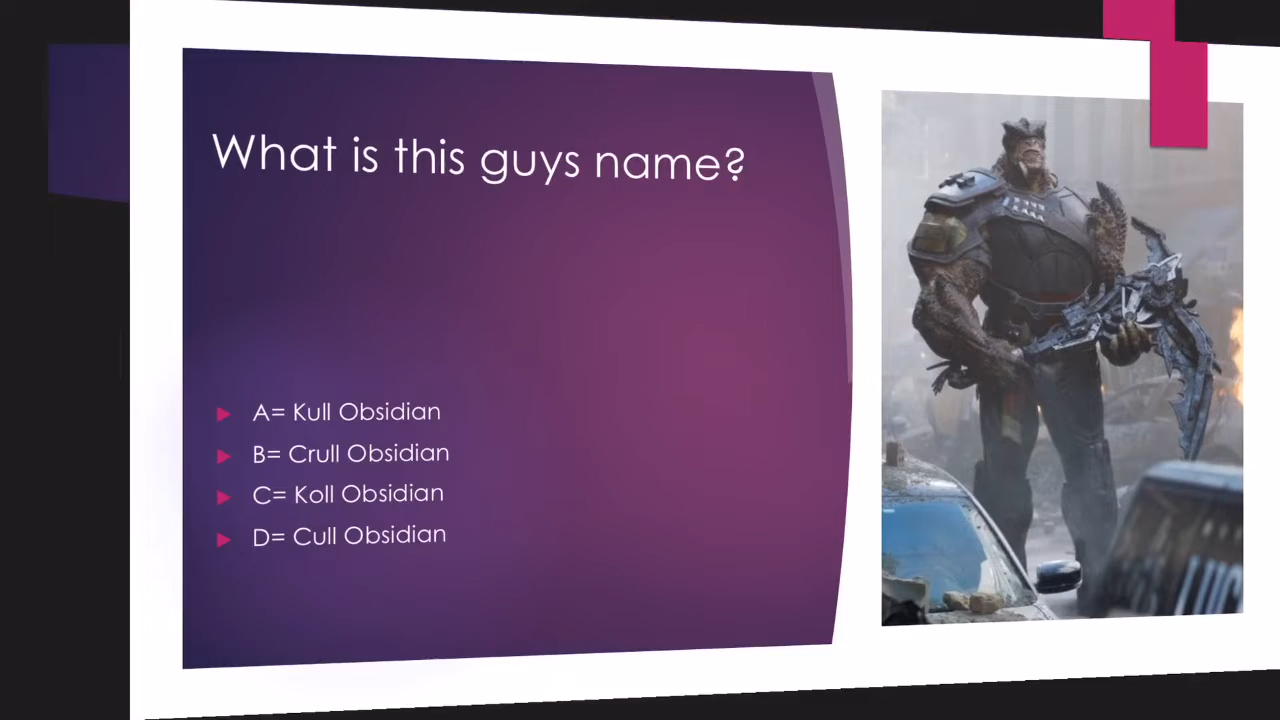 What is this guys name?
A= Kull Obsidian
B= Crull Obsidian
C= Koll Obsidian
D= Cull Obsidian